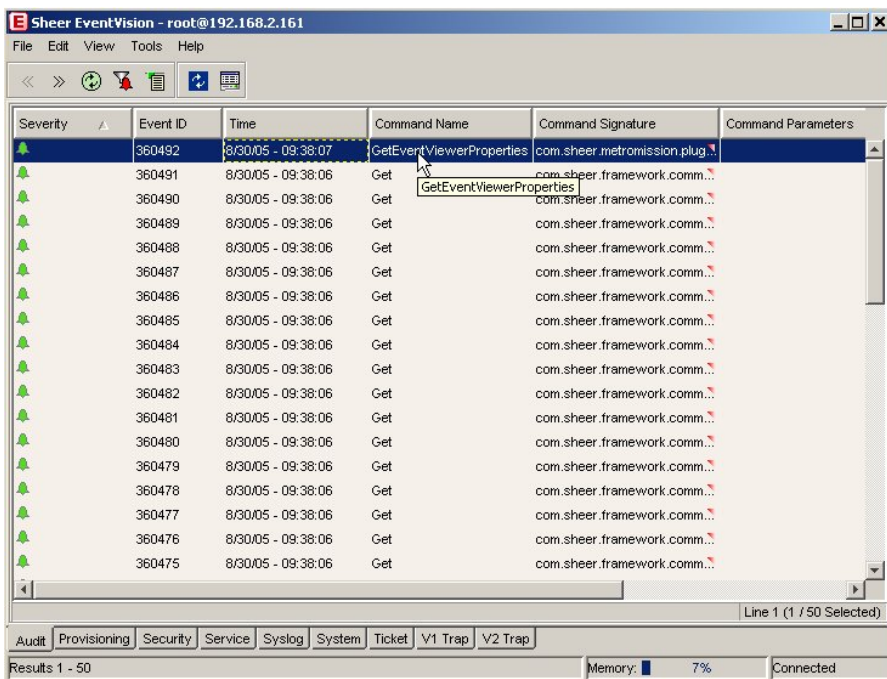 Sheer EventVision - root@192.168.2.161
File Edit View Tools Help
Severity Event ID Time Command Name Command Signature Command Parameters
360492 8/30/05 - 09:38:07 GetEventViewerProperties com.sheer.metromission.plug...
360491 8/30/05 - 09:38:06 Get com.sheer.framework.comm...
GetEventViewerProperties
360490 8/30/05 - 09:38:06 Get com.sheer.framework.comm...
360489 8/30/05 - 09:38:06 Get com.sheer.framework.comm...
360488 8/30/05 - 09:38:06 Get com.sheer.framework.comm...
360487 8/30/05 - 09:38:06 Get com.sheer.framework.comm...
360486 8/30/05 - 09:38:06 Get com.sheer.framework.comm...
360485 8/30/05 - 09:38:06 Get com.sheer.framework.comm...
360484 8/30/05 - 09:38:06 Get com.sheer.framework.comm...
360483 8/30/05 - 09:38:06 Get com.sheer.framework.comm...
360482 8/30/05 - 09:38:06 Get com.sheer.framework.comm...
360481 8/30/05 - 09:38:06 Get com.sheer.framework.comm...
360480 8/30/05 - 09:38:06 Get com.sheer.framework.comm...
360479 8/30/05 - 09:38:06 Get com.sheer.framework.comm...
360478 8/30/05 - 09:38:06 Get com.sheer.framework.comm...
360477 8/30/05 - 09:38:06 Get com.sheer.framework.comm...
360476 8/30/05 - 09:38:06 Get com.sheer.framework.comm...
360475 8/30/05 - 09:38:06 Get com.sheer.framework.comm...
Line 1 (1 / 50 Selected)
Audit Provisioning Security Service Syslog System Ticket V1 Trap V2 Trap
Results 1 - 50 Memory: 7% Connected